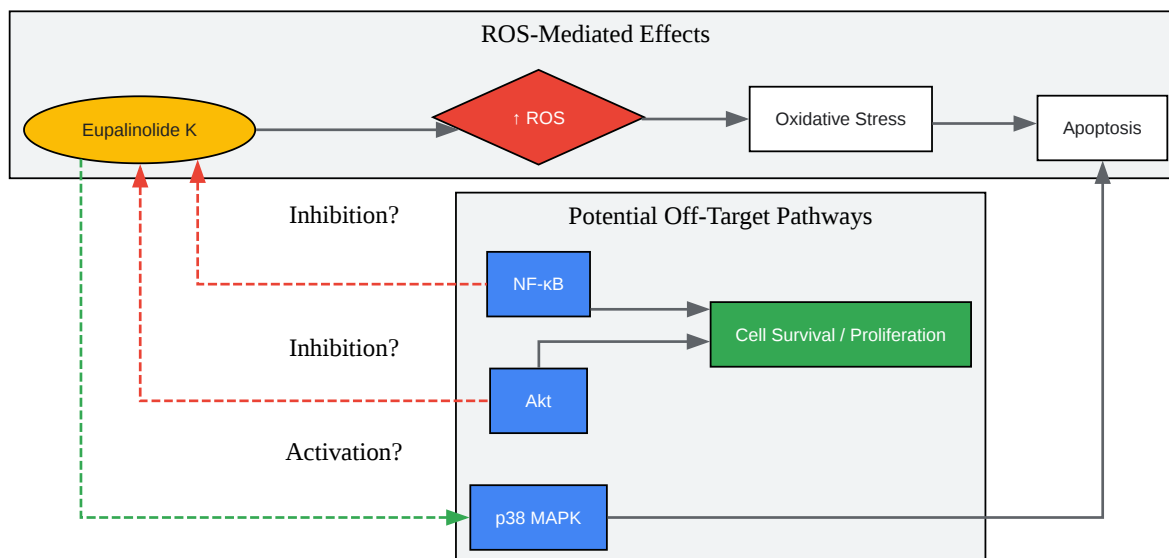 ROS-Mediated Effects
Eupalinolide K
↑ ROS
Oxidative Stress
Apoptosis
Inhibition?
Potential Off-Target Pathways
NF-κB
Cell Survival / Proliferation
Inhibition?
Akt
Activation?
p38 MAPK